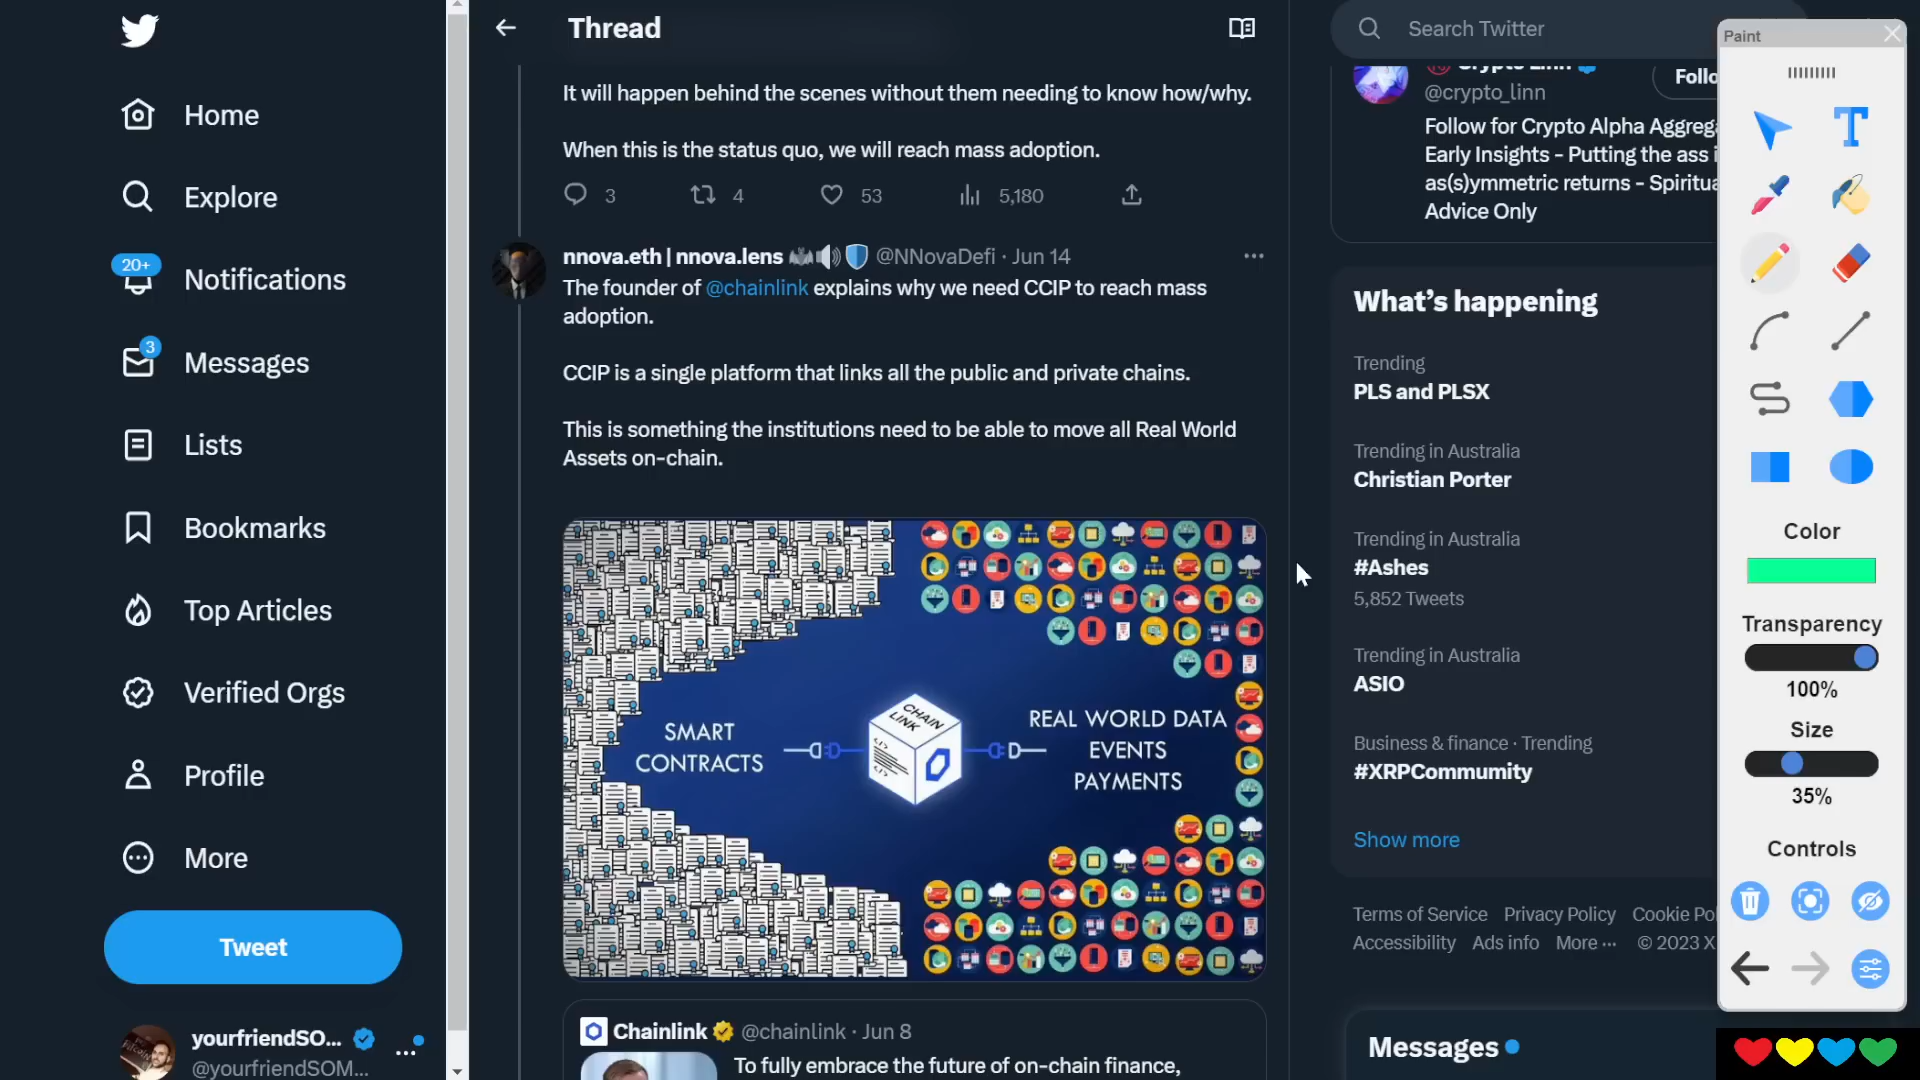 Home
Explore
20+
Notifications
3
Messages
Lists
Bookmarks
Top Articles
Verified Orgs
Profile
More
Tweet
yourfriendSO...
@yourfriendSOM...
Thread
It will happen behind the scenes without them needing to know how/why.
When this is the status quo, we will reach mass adoption.
3 4 53 5,180
nnova.eth | nnova.lens @NNovaDefi · Jun 14
The founder of @chainlink explains why we need CCIP to reach mass
adoption.
CCIP is a single platform that links all the public and private chains.
This is something the institutions need to be able to move all Real World
Assets on-chain.
SMART
CONTRACTS
CHAIN
LINK
REAL WORLD DATA
EVENTS
PAYMENTS
Chainlink @chainlink · Jun 8
To fully embrace the future of on-chain finance,
Search Twitter
Crypto Linn
@crypto_linn
Follo
Follow for Crypto Alpha Aggrega
Early Insights - Putting the ass i
as(s)ymmetric returns - Spiritua
Advice Only
What's happening
Trending
PLS and PLSX
Trending in Australia
Christian Porter
Trending in Australia
#Ashes
5,852 Tweets
Trending in Australia
ASIO
Business & finance · Trending
#XRPCommumity
Show more
Terms of Service Privacy Policy Cookie Pol
Accessibility Ads info More ··· © 2023 X
Messages
Paint
T
Color
Transparency
100%
Size
35%
Controls